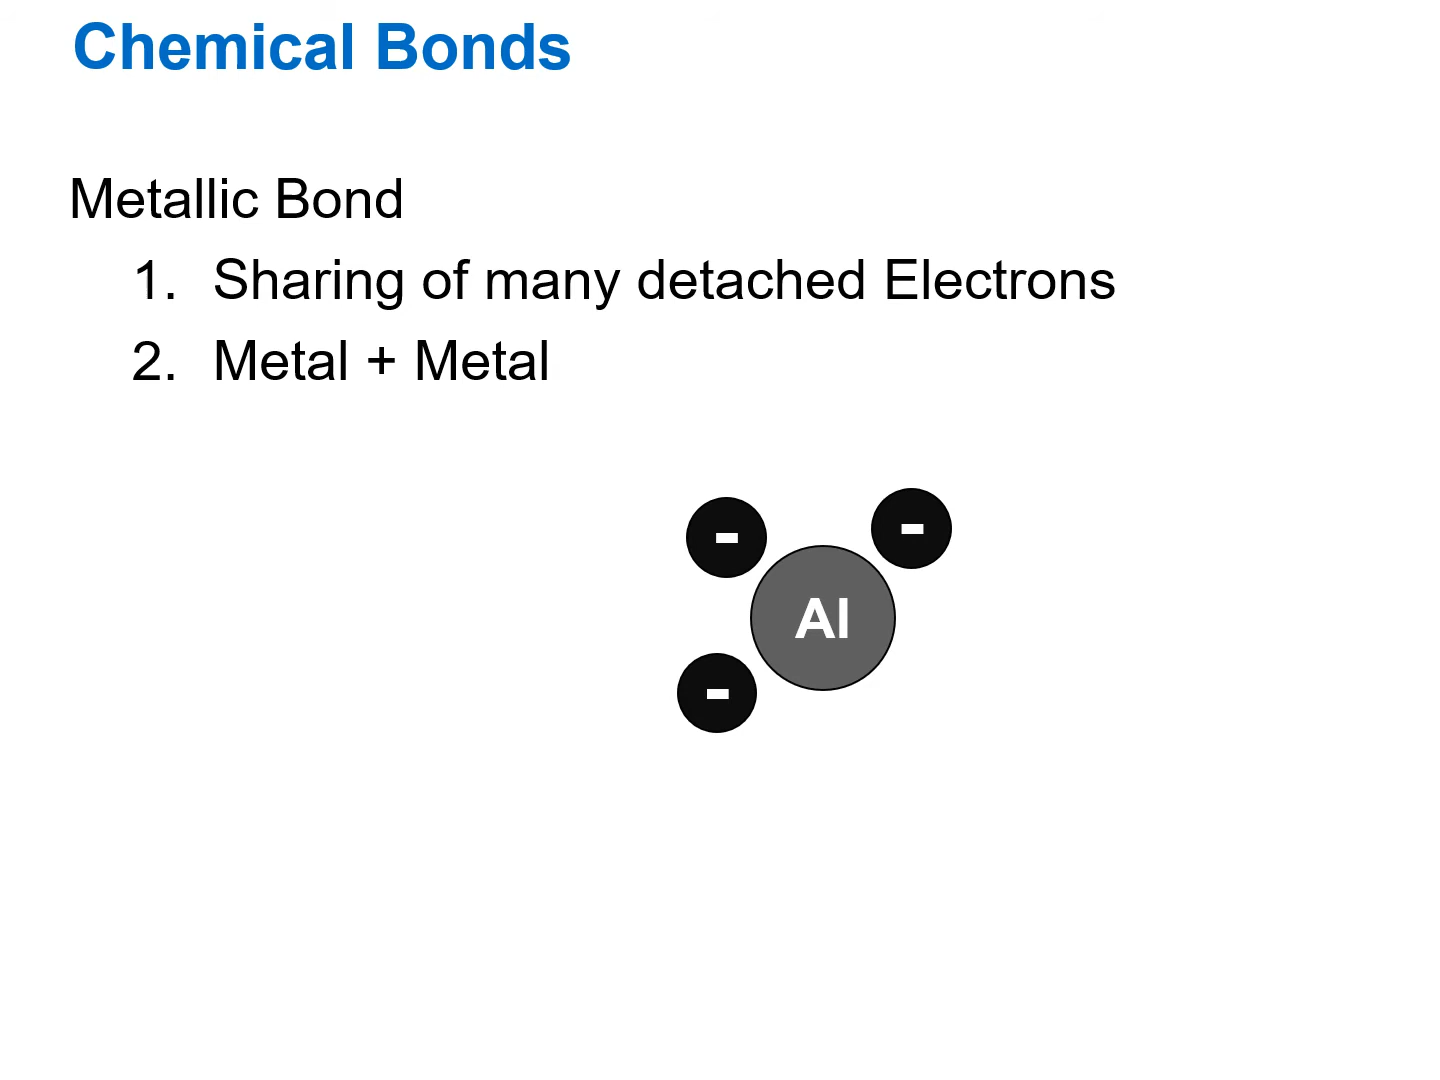 Chemical Bonds
Metallic Bond
1. Sharing of many detached Electrons
2. Metal + Metal
-
-
Al
-